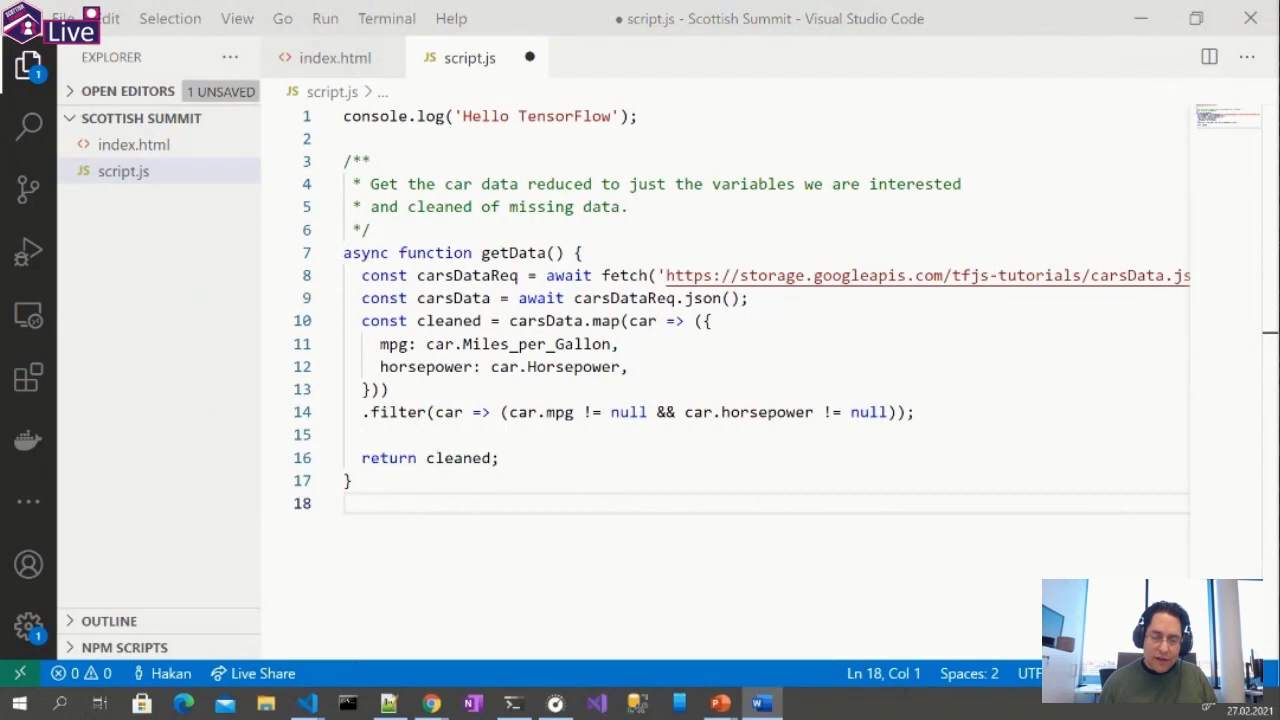 Live
File Edit Selection View Go Run Terminal Help
● script.js - Scottish Summit - Visual Studio Code
EXPLORER ...
<> index.html
JS script.js ●
1
OPEN EDITORS 1 UNSAVED
SCOTTISH SUMMIT
<> index.html
JS script.js
JS script.js > ...
1 console.log('Hello TensorFlow');
2
3 /**
4 * Get the car data reduced to just the variables we are interested
5 * and cleaned of missing data.
6 */
7 async function getData() {
8 const carsDataReq = await fetch('https://storage.googleapis.com/tfjs-tutorials/carsData.js
9 const carsData = await carsDataReq.json();
10 const cleaned = carsData.map(car => ({
11 mpg: car.Miles_per_Gallon,
12 horsepower: car.Horsepower,
13 }))
14 .filter(car => (car.mpg != null && car.horsepower != null));
15
16 return cleaned;
17 }
18
OUTLINE
NPM SCRIPTS
1
0 0 Hakan Live Share
Ln 18, Col 1 Spaces: 2 UTF
27.02.2021